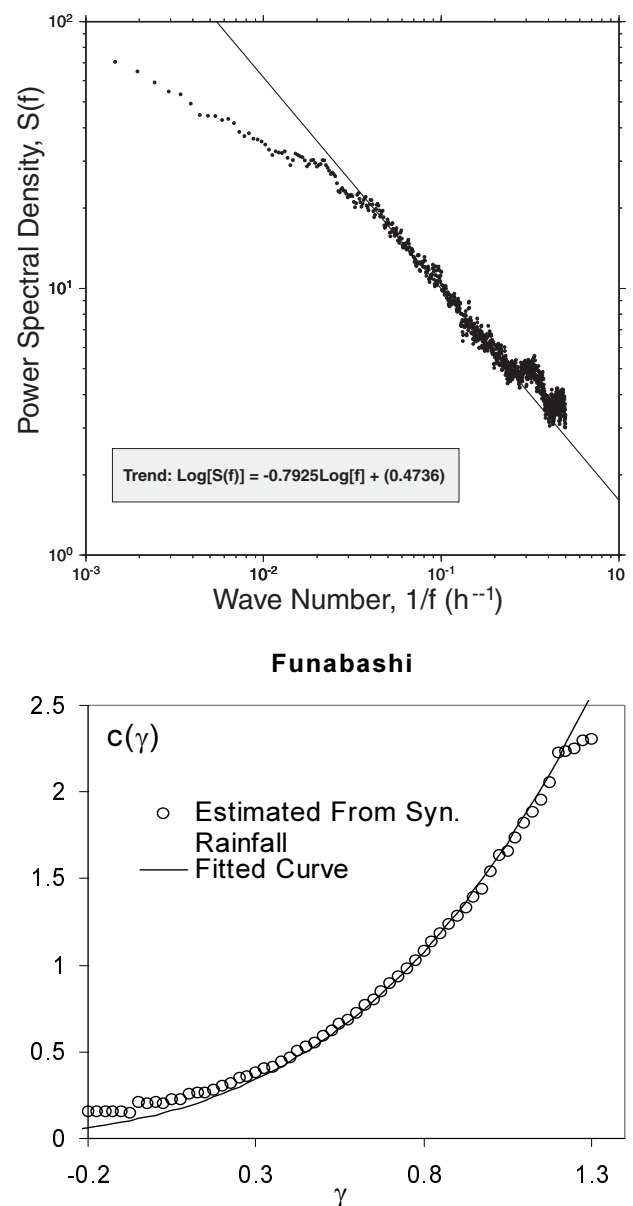 10²
10¹
10⁰
Power Spectral Density, S(f)
Trend: Log[S(f)] = -0.7925Log[f] + (0.4736)
10⁻³
10⁻²
10⁻¹
10
Wave Number, 1/f (h⁻⁻¹)
Funabashi
2.5
2
1.5
1
0.5
0
c(γ)
Estimated From Syn.
Rainfall
Fitted Curve
-0.2
0.3
0.8
1.3
γ